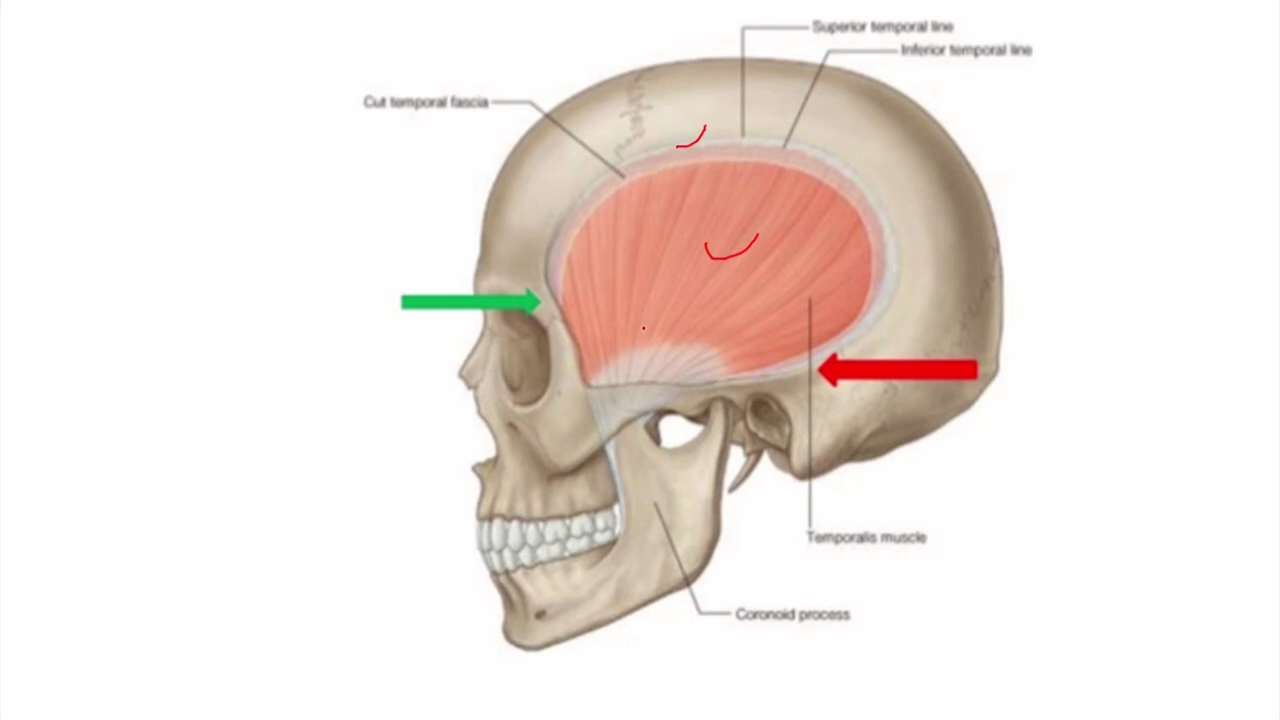 Superior temporal line
Inferior temporal line
Cut temporal fascia
Temporalis muscle
Coronoid process